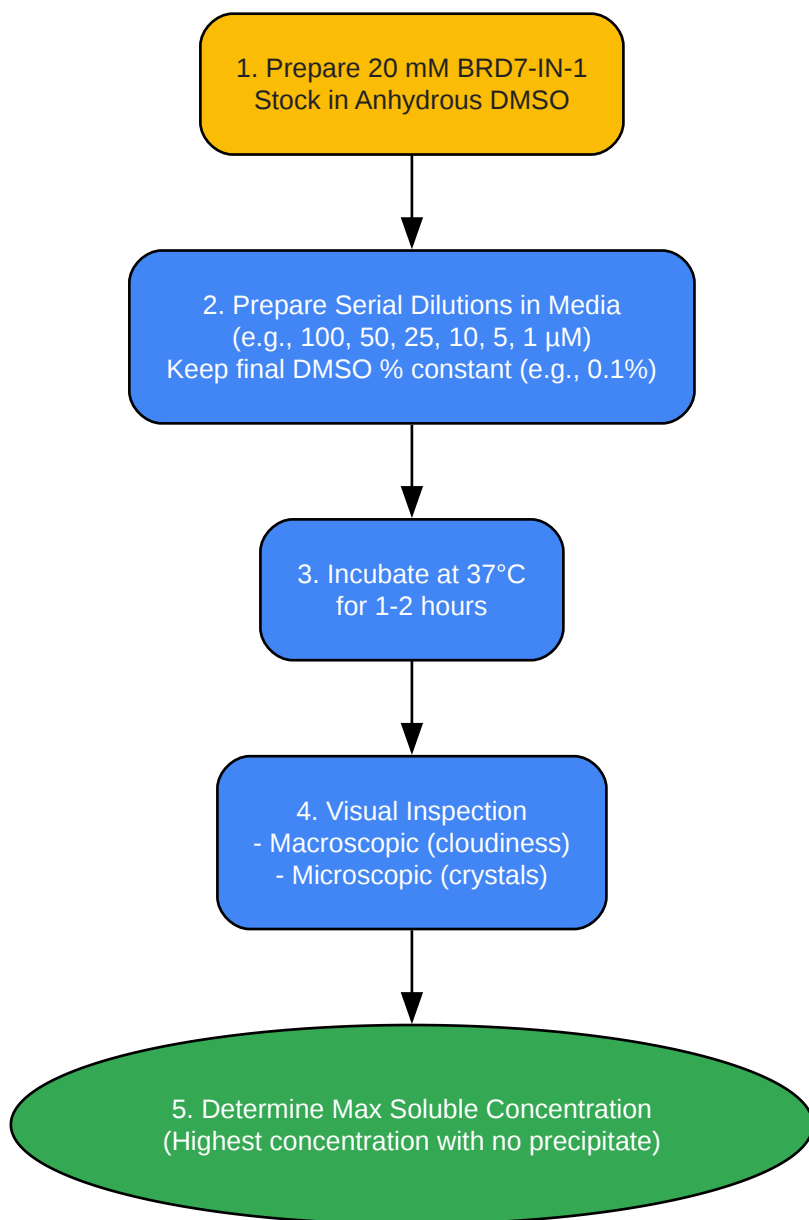 1. Prepare 20 mM BRD7-IN-1
Stock in Anhydrous DMSO
2. Prepare Serial Dilutions in Media
(e.g., 100, 50, 25, 10, 5, 1 µM)
Keep final DMSO % constant (e.g., 0.1%)
3. Incubate at 37°C
for 1-2 hours
4. Visual Inspection
- Macroscopic (cloudiness)
- Microscopic (crystals)
5. Determine Max Soluble Concentration
(Highest concentration with no precipitate)